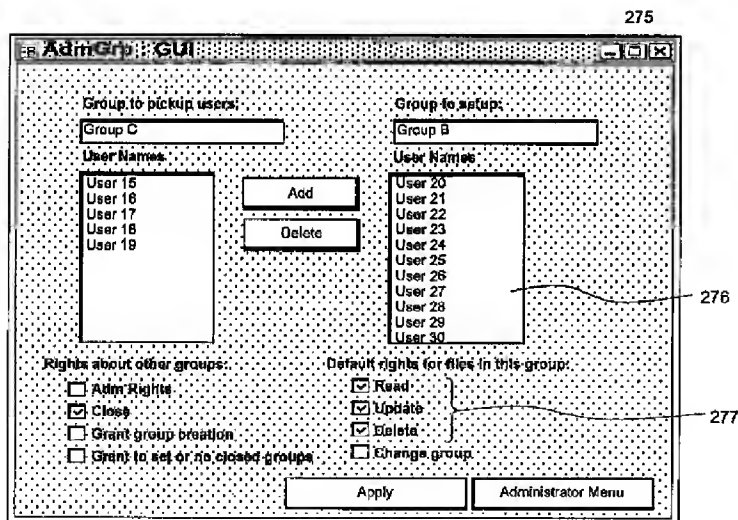 275
AdmGrp : GUI
Group to pickup users:
Group to setup:
Group C
Group B
User Names
User Names
User 15
User 16
User 17
User 18
User 19
Add
Delete
User 20
User 21
User 22
User 23
User 24
User 25
User 26
User 27
User 28
User 29
User 30
276
Rights about other groups:
Adm Rights
Close
Grant group creation
Grant to set or no closed groups
Default rights for files in this group:
Read
Update
Delete
Change group
277
Apply
Administrator Menu